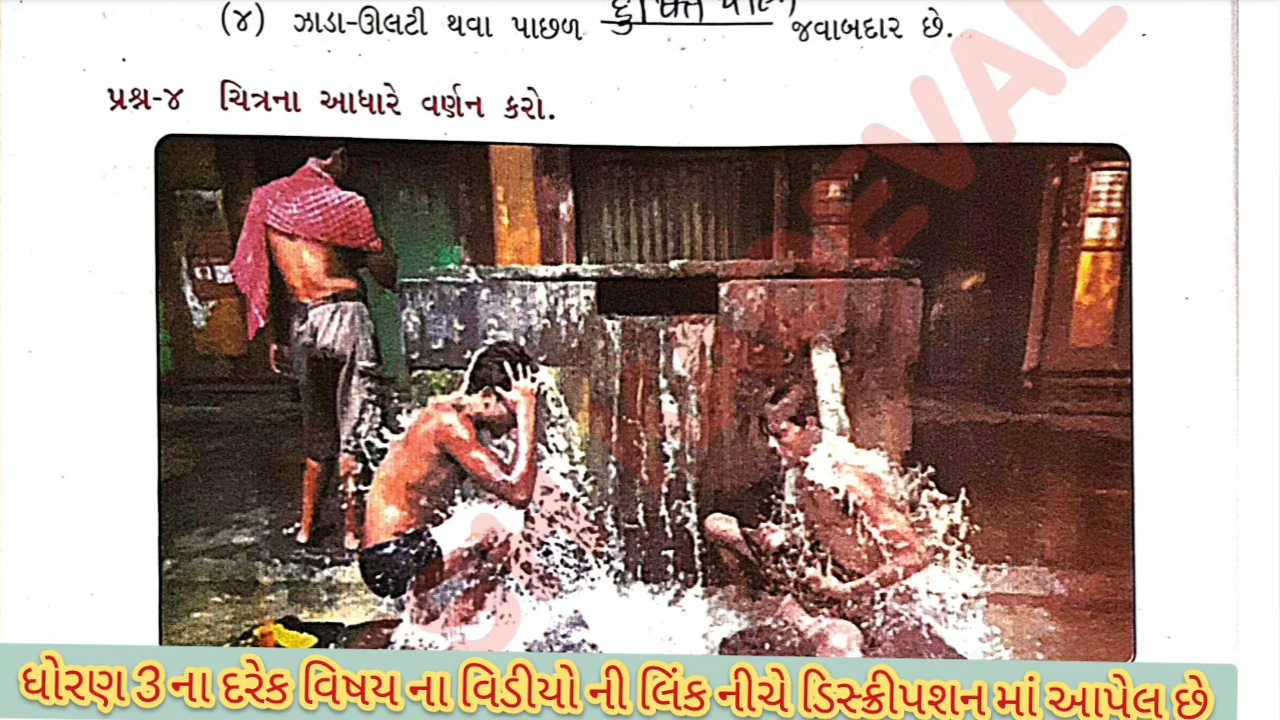 (૪) ઝાડા-ઊલટી થવા પાછળ દુષિત પાણી જવાબદાર છે.
પ્રશ્ન-૪ ચિત્રના આધારે વર્ણન કરો.
ધોરણ 3 ના દરેક વિષય ના વિડીયો ની લિંક નીચે ડિસ્ક્રીપશન માં આપેલ છે